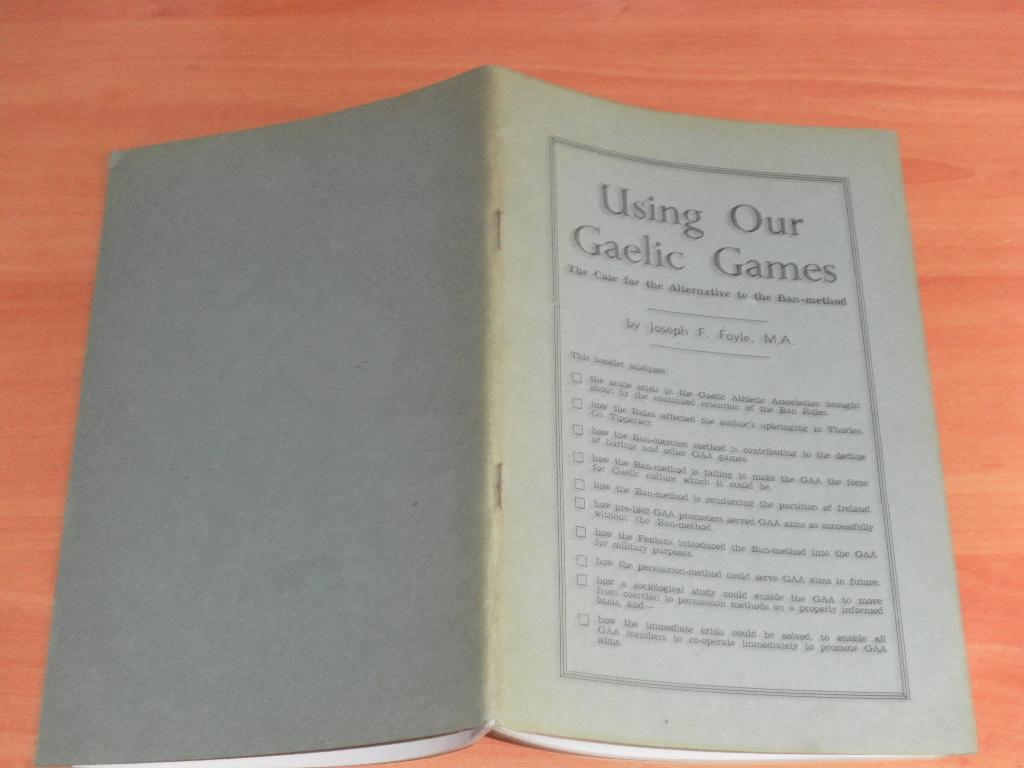 Using Our
Gaelic Games
The Case for the Alternative to the Ban-method
by Joseph F. Foyle, M.A.
This booklet analyses:
the acute crisis in the Gaelic Athletic Association brought
about by the continued retention of the Ban Rules.
how the Rules affected the author's upbringing in Thurles,
Co. Tipperary.
how the Ban-coercion method is contributing to the decline
of hurling and other GAA games.
how the Ban-method is failing to make the GAA the force
for Gaelic culture which it could be.
how the Ban-method is reinforcing the partition of Ireland.
how pre-1902 GAA promoters served GAA aims so successfully
without the Ban-method.
how the Fenians introduced the Ban-method into the GAA
for military purposes.
how the persuasion-method could serve GAA aims in future.
how a sociological study could enable the GAA to move
from coercion to persuasion methods on a properly informed
basis, and—
how the immediate crisis could be solved, to enable all
GAA members to co-operate immediately to promote GAA
aims.